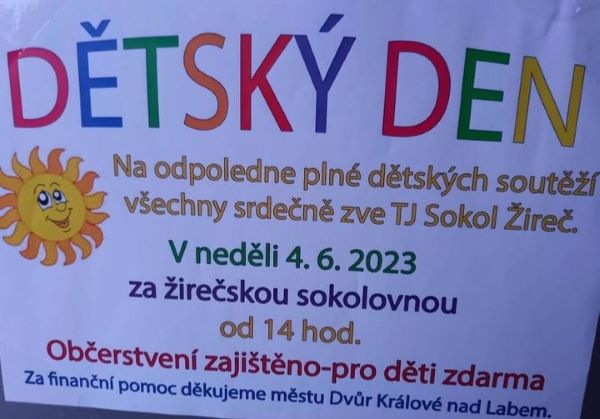 DĚTSKÝ DEN
Na odpoledne plné dětských soutěží
všechny srdečně zve TJ Sokol Žireč.
V neděli 4. 6. 2023
za žirečskou sokolovnou
od 14 hod.
Občerstvení zajištěno-pro děti zdarma
Za finanční pomoc děkujeme městu Dvůr Králové nad Labem.